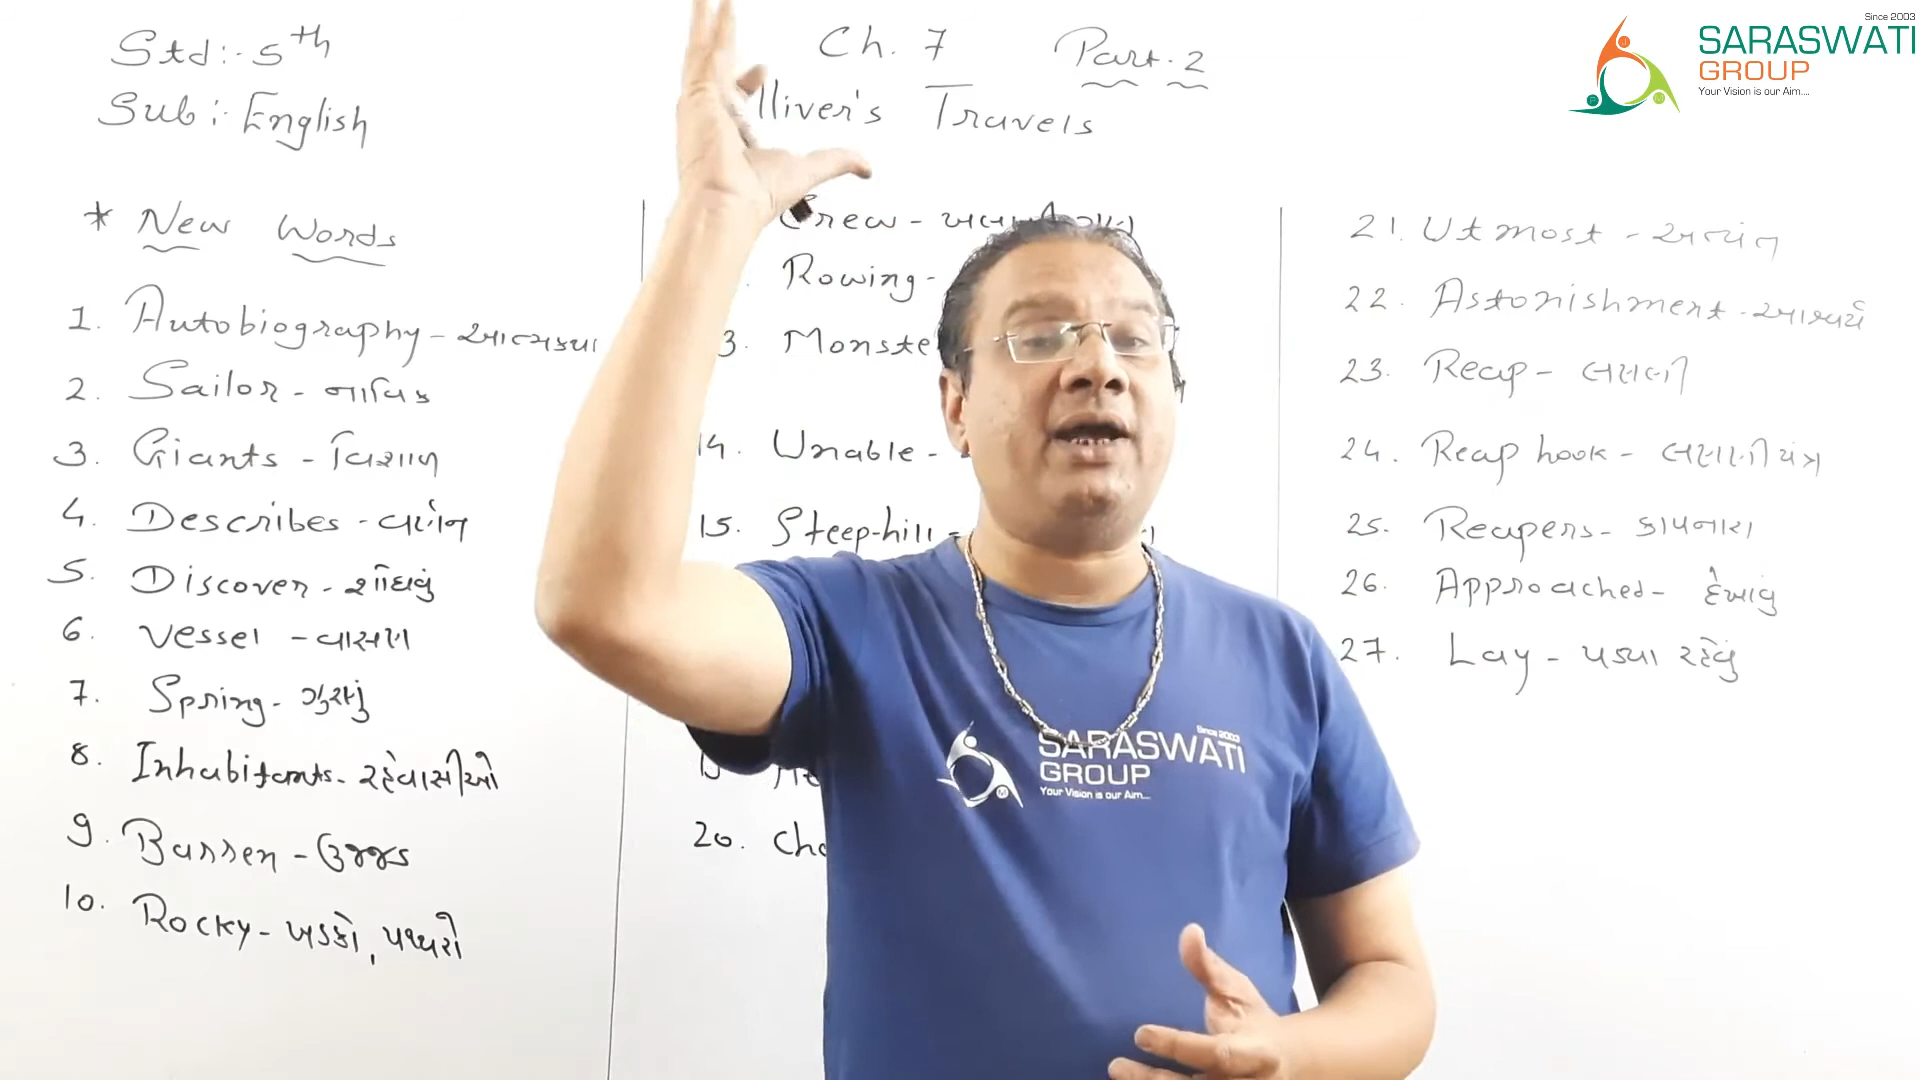 Std:- 5th
Sub:- English
Ch. 7
Part-2
lliver's Travels
Since 2003
SARASWATI
GROUP
Your Vision is our Aim....
* New Words
1. Autobiography - આત્મકથા
2. Sailor - નાવિક
3. Giants - વિશાળ
4. Describes - વર્ણન
5. Discover - શોધવું
6. Vessel - વાસણ
7. Spring - ઝરણું
8. Inhabitants - રહેવાસીઓ
9. Barren - ઉજ્જડ
10. Rocky - ખડકો, પથ્થરો
Crew -
Rowing -
3. Monste
14. Unable -
15. Steep-hill -
20. Cho
21. Utmost - અત્યંત
22. Astonishment - આશ્ચર્ય
23. Reap - લણણી
24. Reap hook - લણણી યંત્ર
25. Reapers - કાપનારા
26. Approached - દેખાવું
27. Lay - પડ્યા રહેવું
Since 2003
SARASWATI
GROUP
Your Vision is our Aim....